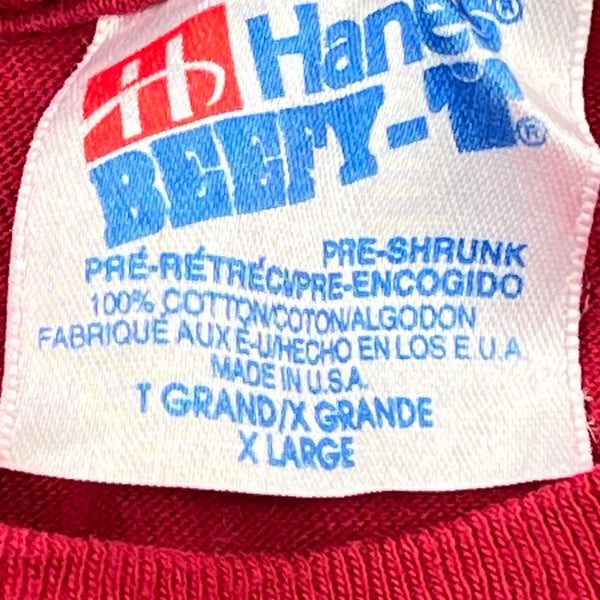 Hanes®
BEEFY-T®
PRE-SHRUNK
PRÉ-RÉTRÉCI/PRE-ENCOGIDO
100% COTTON/COTON/ALGODON
FABRIQUÉ AUX É-U/HECHO EN LOS E.U.A.
MADE IN U.S.A.
T GRAND/X GRANDE
X LARGE